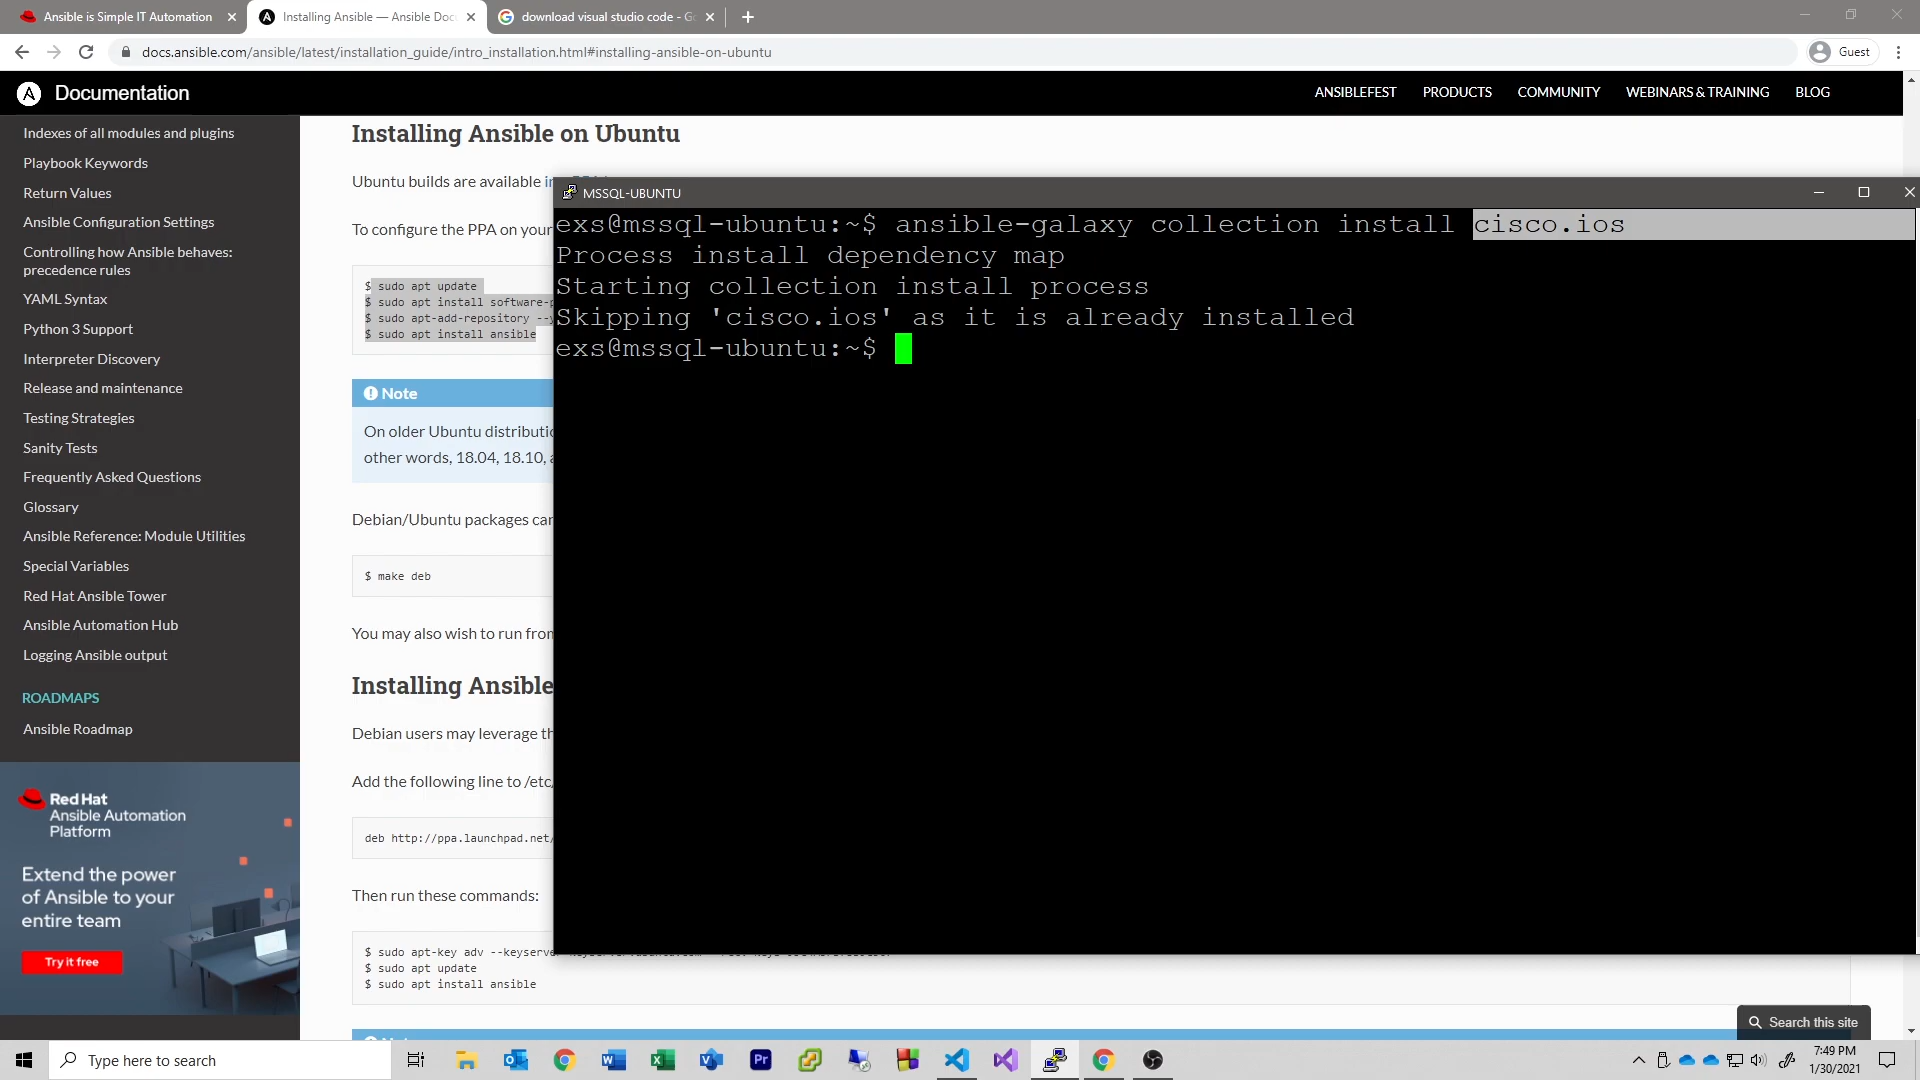 Ansible is Simple IT Automation
Installing Ansible — Ansible Docu
download visual studio code - Go
docs.ansible.com/ansible/latest/installation_guide/intro_installation.html#installing-ansible-on-ubuntu
Guest
Documentation
ANSIBLEFEST
PRODUCTS
COMMUNITY
WEBINARS & TRAINING
BLOG
Indexes of all modules and plugins
Playbook Keywords
Return Values
Ansible Configuration Settings
Controlling how Ansible behaves:
precedence rules
YAML Syntax
Python 3 Support
Interpreter Discovery
Release and maintenance
Testing Strategies
Sanity Tests
Frequently Asked Questions
Glossary
Ansible Reference: Module Utilities
Special Variables
Red Hat Ansible Tower
Ansible Automation Hub
Logging Ansible output
ROADMAPS
Ansible Roadmap
Red Hat
Ansible Automation
Platform
Extend the power
of Ansible to your
entire team
Try it free
Installing Ansible on Ubuntu
Ubuntu builds are available in
To configure the PPA on your
$ sudo apt update
$ sudo apt install software-p
$ sudo apt-add-repository --y
$ sudo apt install ansible
Note
On older Ubuntu distributio
other words, 18.04, 18.10, a
Debian/Ubuntu packages can
$ make deb
You may also wish to run from
Installing Ansible
Debian users may leverage th
Add the following line to /etc/
deb http://ppa.launchpad.net/
Then run these commands:
$ sudo apt-key adv --keyserver
$ sudo apt update
$ sudo apt install ansible
MSSQL-UBUNTU
exs@mssql-ubuntu:~$ ansible-galaxy collection install cisco.ios
Process install dependency map
Starting collection install process
Skipping 'cisco.ios' as it is already installed
exs@mssql-ubuntu:~$
Search this site
Type here to search
7:49 PM
1/30/2021